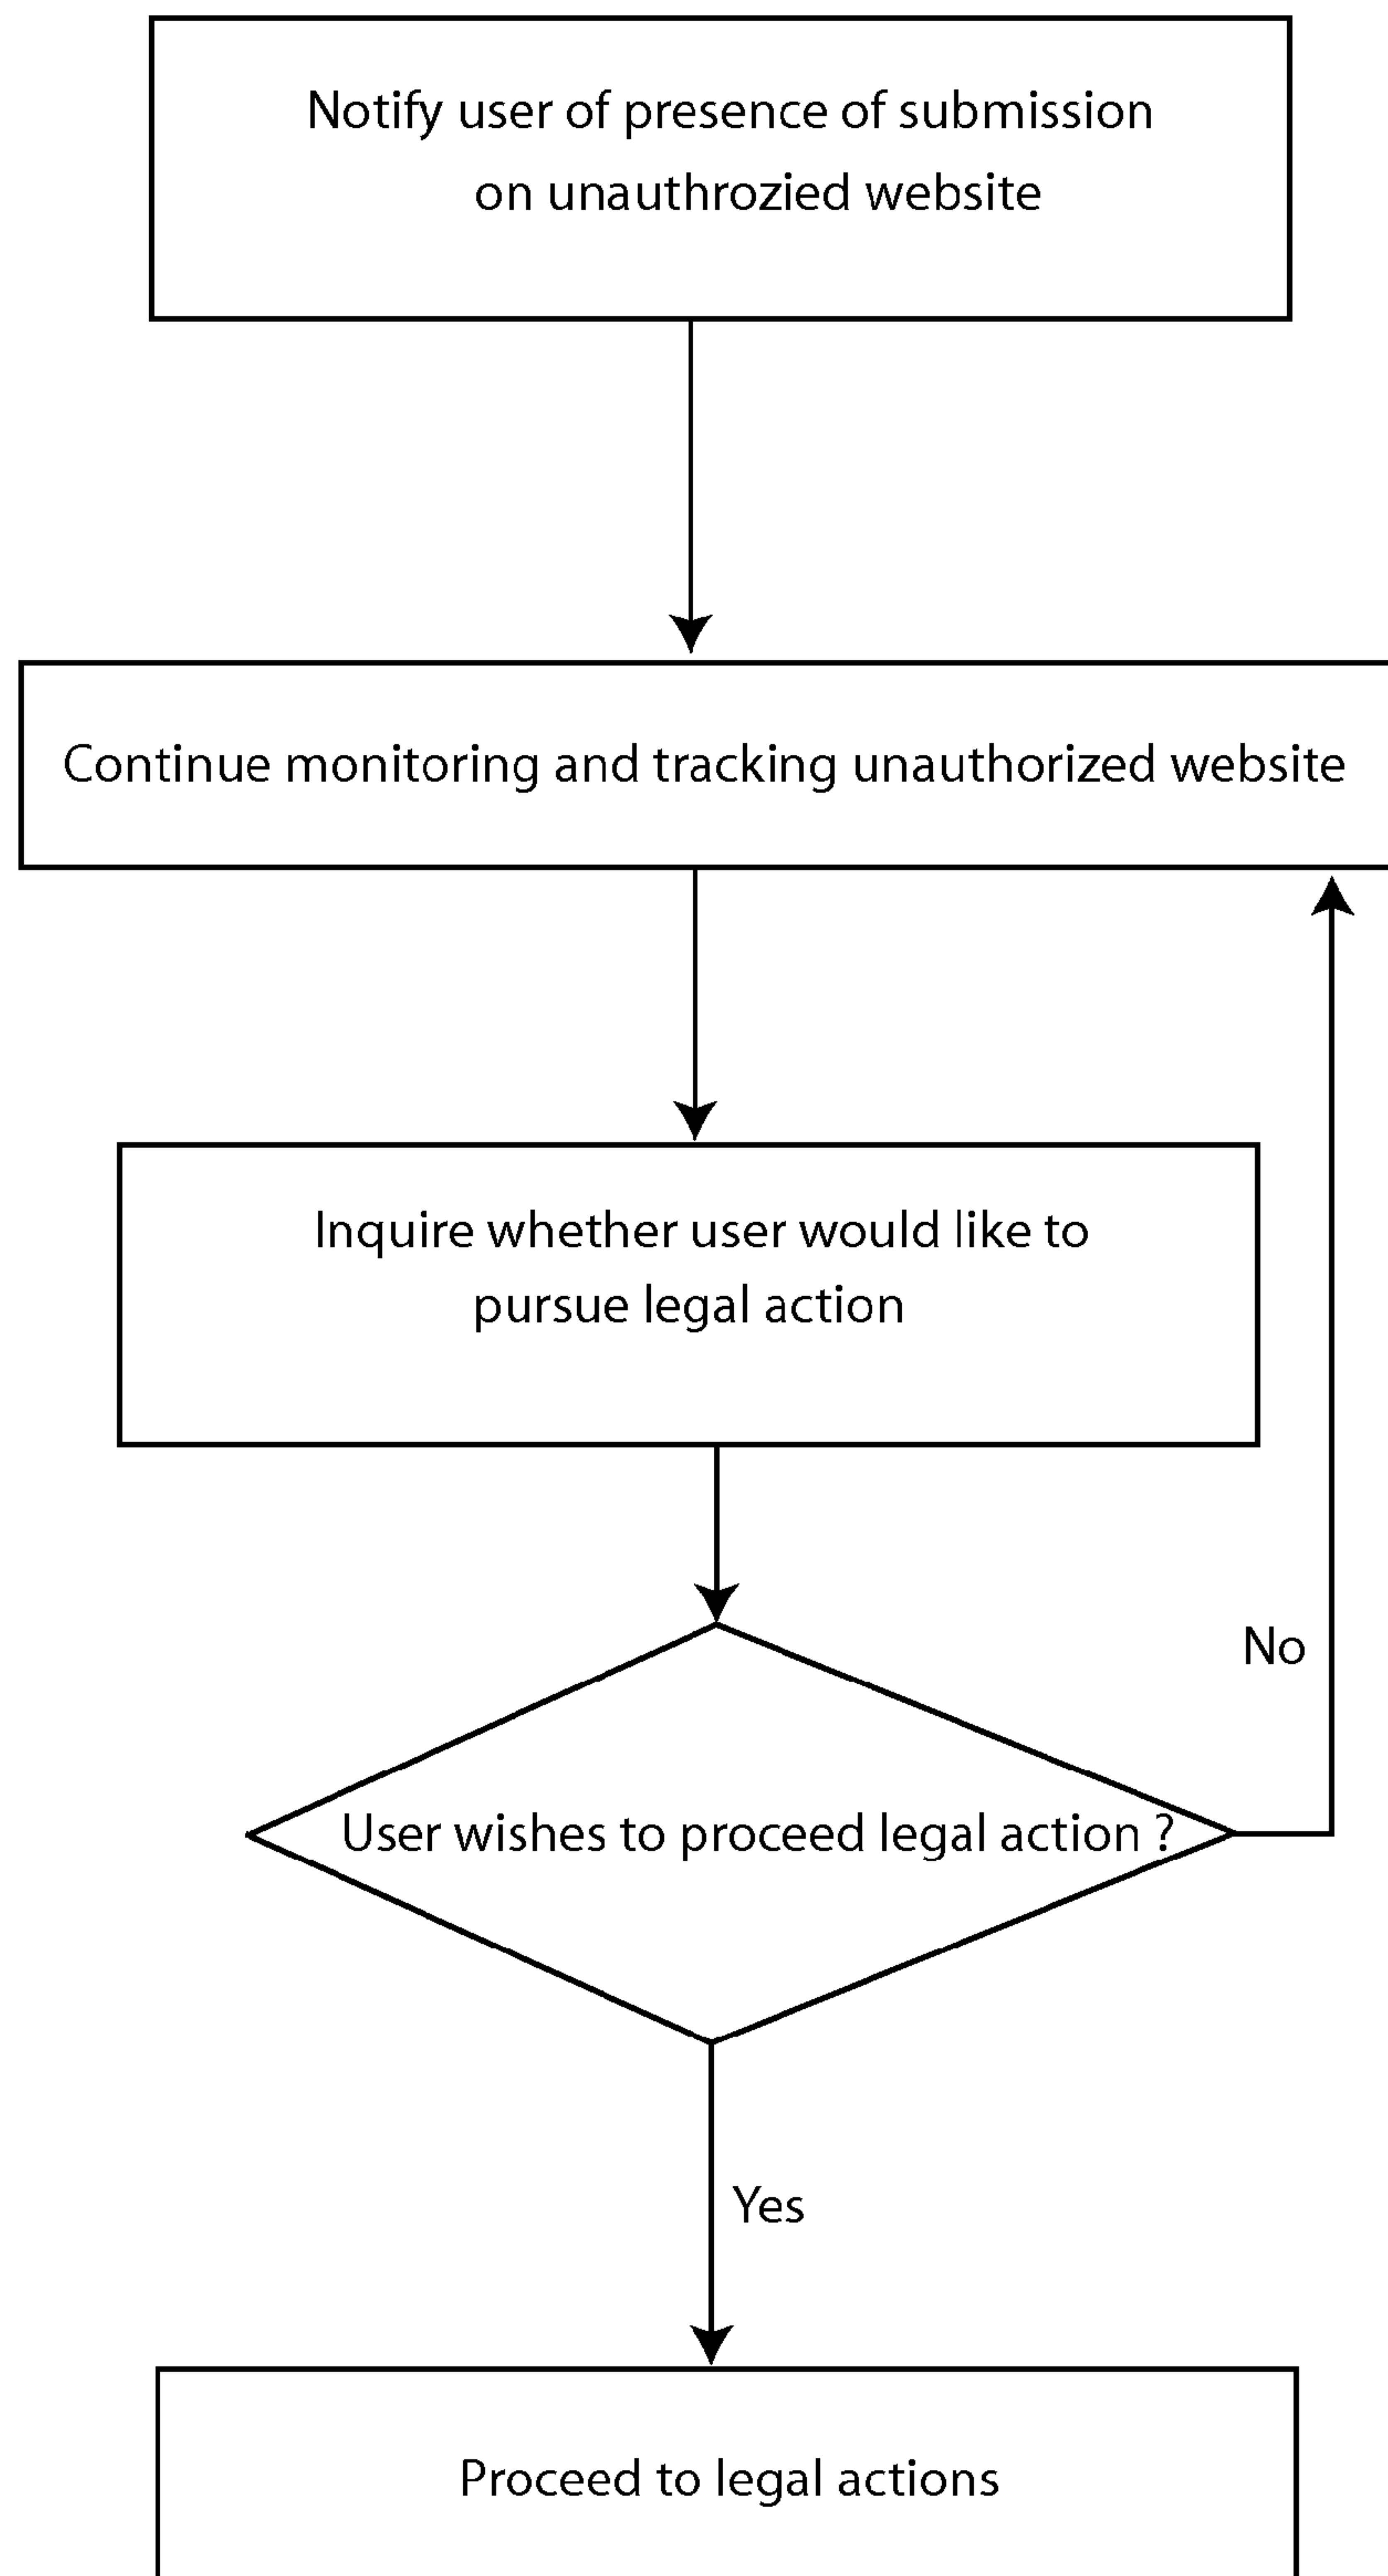 Notify user of presence of submission
on unauthrozied website
Continue monitoring and tracking unauthorized website
Inquire whether user would like to
pursue legal action
No
User wishes to proceed legal action ?
Yes
Proceed to legal actions